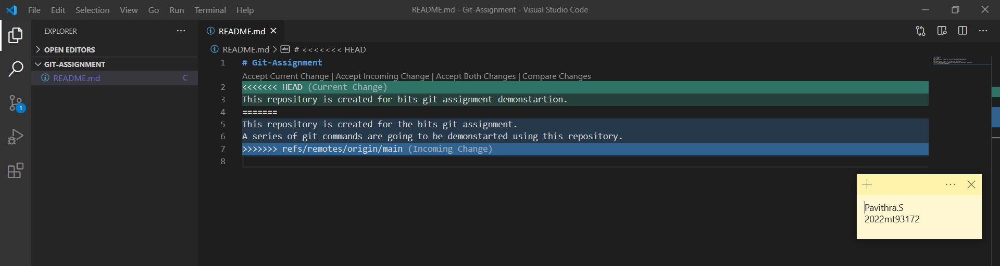 File Edit Selection View Go Run Terminal Help
README.md - Git-Assignment - Visual Studio Code
EXPLORER
OPEN EDITORS
GIT-ASSIGNMENT
README.md C
1
README.md
README.md > # <<<<<<< HEAD
1 # Git-Assignment
Accept Current Change | Accept Incoming Change | Accept Both Changes | Compare Changes
2 <<<<<<< HEAD (Current Change)
3 This repository is created for bits git assignment demonstartion.
4 =======
5 This repository is created for the bits git assignment.
6 A series of git commands are going to be demonstarted using this repository.
7 >>>>>>> refs/remotes/origin/main (Incoming Change)
8
Pavithra.S
2022mt93172